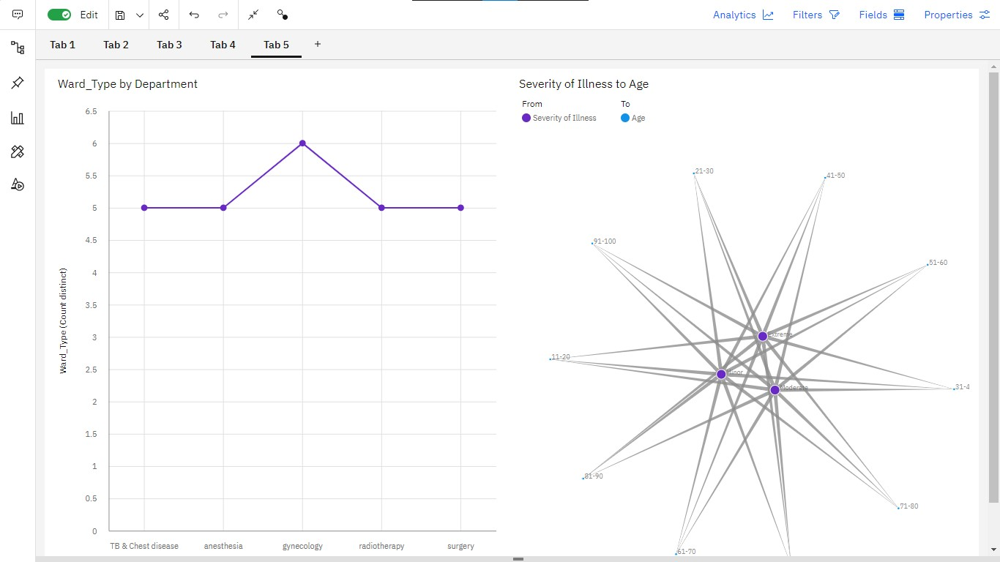 Edit
Analytics
Filters
Fields
Properties
Tab 1
Tab 2
Tab 3
Tab 4
Tab 5
+
Ward_Type by Department
Ward_Type (Count distinct)
6.5
6
5.5
5
4.5
4
3.5
3
2.5
2
1.5
1
0.5
0
TB & Chest disease
anesthesia
gynecology
radiotherapy
surgery
Severity of Illness to Age
From
To
Severity of Illness
Age
21-30
41-50
91-100
51-60
Extreme
11-20
Minor
31-4
Moderate
81-90
71-80
61-70